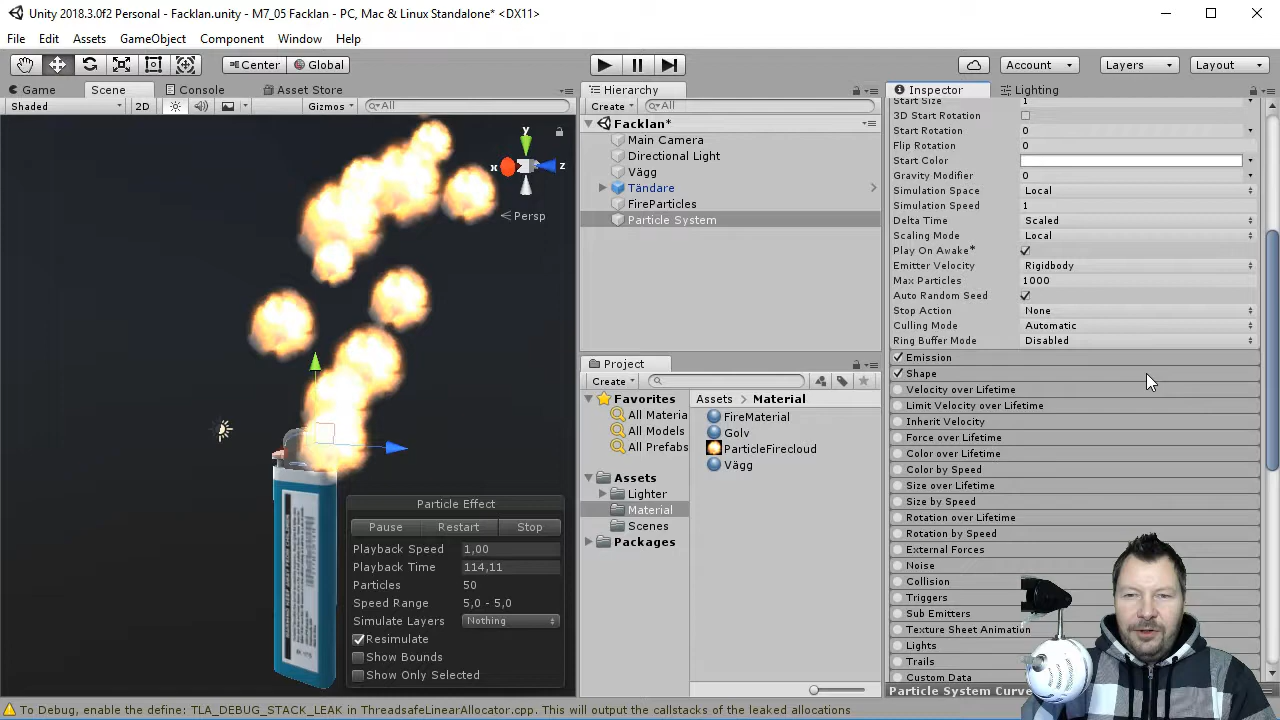 Unity 2018.3.0f2 Personal - Facklan.unity - M7_05 Facklan - PC, Mac & Linux Standalone* <DX11>
File Edit Assets GameObject Component Window Help
Center Global Account Layers Layout
Game Scene Console Asset Store
Shaded 2D Gizmos All
y
x z
Persp
Particle Effect
Pause Restart Stop
Playback Speed 1,00
Playback Time 114,11
Particles 50
Speed Range 5,0 - 5,0
Simulate Layers Nothing
Resimulate
Show Bounds
Show Only Selected
Hierarchy
Create All
Facklan*
Main Camera
Directional Light
Vägg
Tändare
FireParticles
Particle System
Project
Create
Favorites
All Materia
All Models
All Prefabs
Assets
Lighter
Material
Scenes
Packages
Assets Material
FireMaterial
Golv
ParticleFirecloud
Vägg
Inspector Lighting
Start Size 1
3D Start Rotation
Start Rotation 0
Flip Rotation 0
Start Color
Gravity Modifier 0
Simulation Space Local
Simulation Speed 1
Delta Time Scaled
Scaling Mode Local
Play On Awake*
Emitter Velocity Rigidbody
Max Particles 1000
Auto Random Seed
Stop Action None
Culling Mode Automatic
Ring Buffer Mode Disabled
Emission
Shape
Velocity over Lifetime
Limit Velocity over Lifetime
Inherit Velocity
Force over Lifetime
Color over Lifetime
Color by Speed
Size over Lifetime
Size by Speed
Rotation over Lifetime
Rotation by Speed
External Forces
Noise
Collision
Triggers
Sub Emitters
Texture Sheet Animation
Lights
Trails
Custom Data
Particle System Curve
To Debug, enable the define: TLA_DEBUG_STACK_LEAK in ThreadsafeLinearAllocator.cpp. This will output the callstacks of the leaked allocations